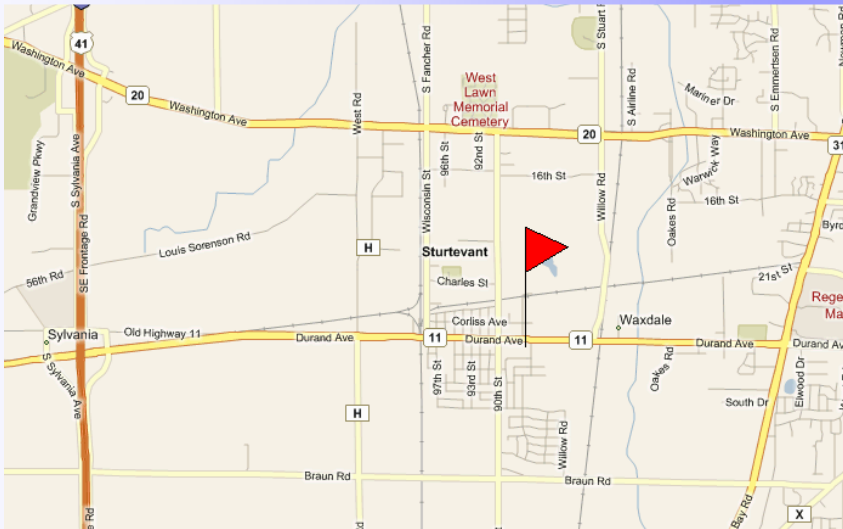 41
Washington Ave
20
Washington Ave
S Sylvania Ave
Grandview Pkwy
SE Frontage Rd
West Rd
S Fancher Rd
West
Lawn
Memorial
Cemetery
S Stuart Rd
S Airline Rd
S Emmertsen Rd
Mariner Dr
20
Washington Ave
31
96th St
92nd St
Wisconsin St
16th St
Willow Rd
Warwick Way
16th St
Oakes Rd
Louis Sorenson Rd
H
Sturtevant
56th Rd
Charles St
21st St
Sylvania
Old Highway 11
Durand Ave
11
Corliss Ave
Durand Ave
11
Waxdale
Durand Ave
Durand Av
S Sylvania Ave
97th St
93rd St
90th St
Oakes Rd
Elwood Dr
South Dr
H
Willow Rd
Braun Rd
Braun Rd
Bay Rd
X
Byrd
Rege
Ma